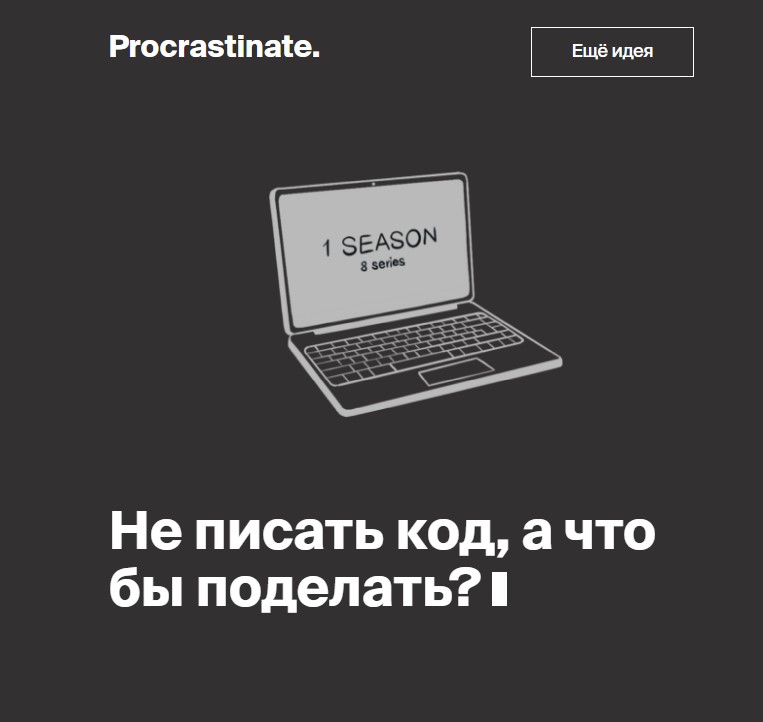 Procrastinate.
Ещё идея
1 SEASON
8 series
Не писать код, а что
бы поделать?